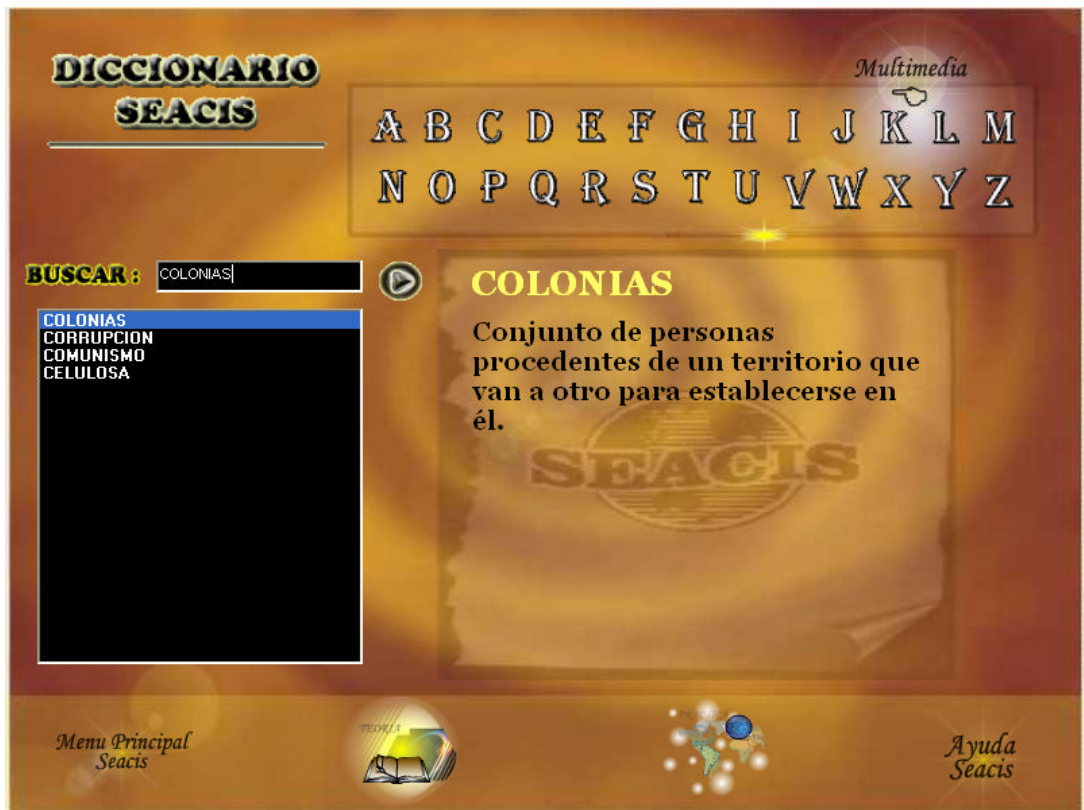 DICCIONARIO
SEACIS
Multimedia
A B C D E F G H I J K L M
N O P Q R S T U V W X Y Z
BUSCAR :
COLONIAS
COLONIAS
CORRUPCION
COMUNISMO
CELULOSA
COLONIAS
Conjunto de personas
procedentes de un territorio que
van a otro para establecerse en
él.
SEACIS
Menu Principal
Seacis
TEORIA
Ayuda
Seacis